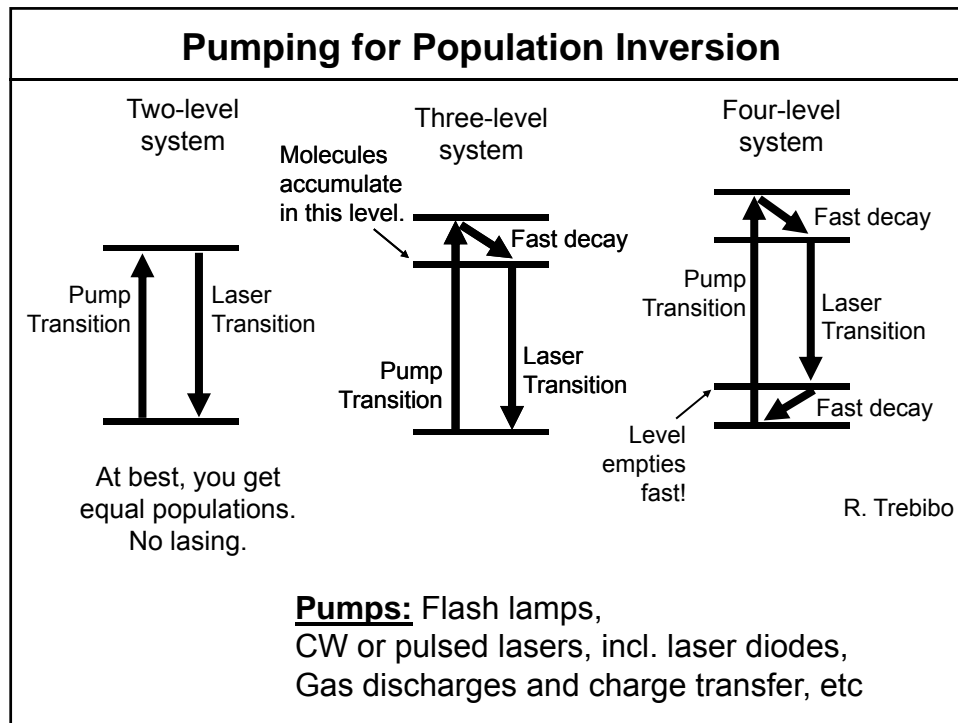 Pumping for Population Inversion
Two-level
system
Pump
Transition
Laser
Transition
At best, you get
equal populations.
No lasing.
Three-level
system
Molecules
accumulate
in this level.
Fast decay
Pump
Transition
Laser
Transition
Four-level
system
Fast decay
Pump
Transition
Laser
Transition
Fast decay
Level
empties
fast!
R. Trebibo
Pumps: Flash lamps,
CW or pulsed lasers, incl. laser diodes,
Gas discharges and charge transfer, etc